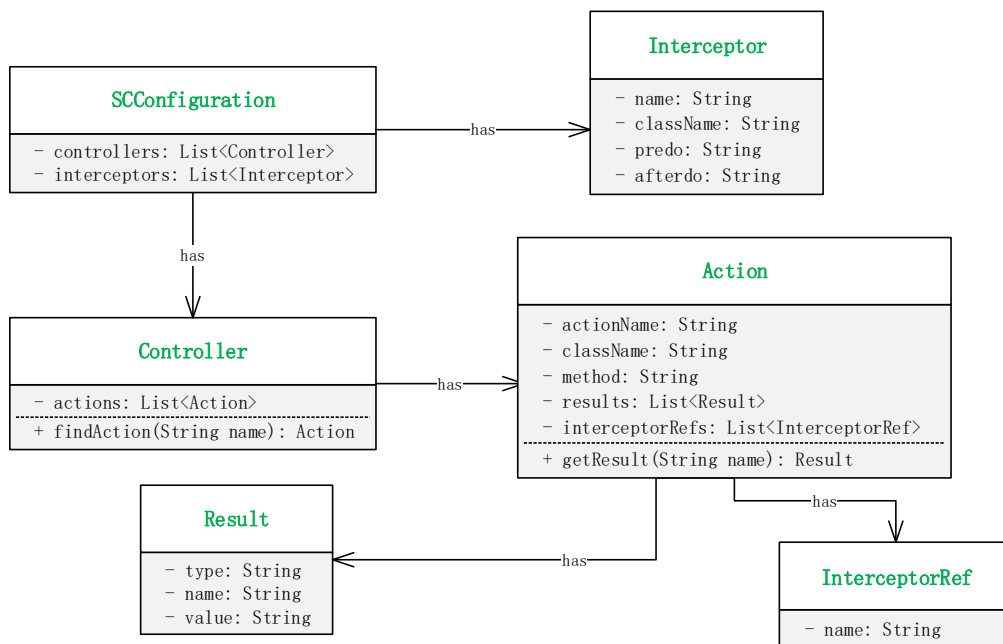 SCConfiguration
- controllers: List<Controller>
- interceptors: List<Interceptor>
has
Interceptor
- name: String
- className: String
- predo: String
- afterdo: String
has
Controller
- actions: List<Action>
+ findAction(String name): Action
has
Action
- actionName: String
- className: String
- method: String
- results: List<Result>
- interceptorRefs: List<InterceptorRef>
+ getResult(String name): Result
has
Result
- type: String
- name: String
- value: String
has
InterceptorRef
- name: String